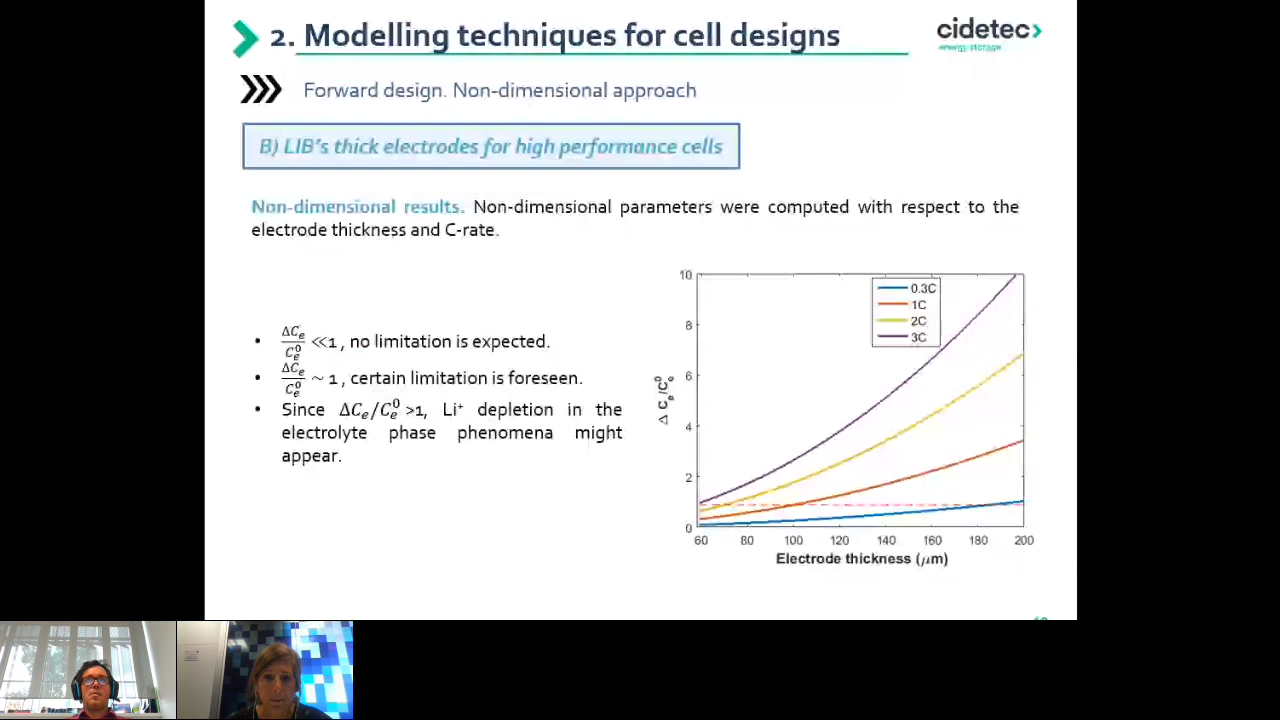 2. Modelling techniques for cell designs
cidetec
energy storage
Forward design. Non-dimensional approach
B) LIB's thick electrodes for high performance cells
Non-dimensional results. Non-dimensional parameters were computed with respect to the
electrode thickness and C-rate.
• ΔCₑ/Cₑ⁰ ≪1 , no limitation is expected.
• ΔCₑ/Cₑ⁰ ~ 1 , certain limitation is foreseen.
• Since ΔCₑ/Cₑ⁰ >1, Li⁺ depletion in the
electrolyte phase phenomena might
appear.
0.3C
1C
2C
3C
Δ Cₑ/Cₑ⁰
10
8
6
4
2
0
60 80 100 120 140 160 180 200
Electrode thickness (μm)